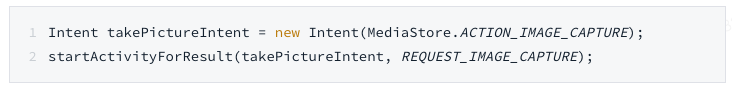 1 Intent takePictureIntent = new Intent(MediaStore.ACTION_IMAGE_CAPTURE);
2 startActivityForResult(takePictureIntent, REQUEST_IMAGE_CAPTURE);